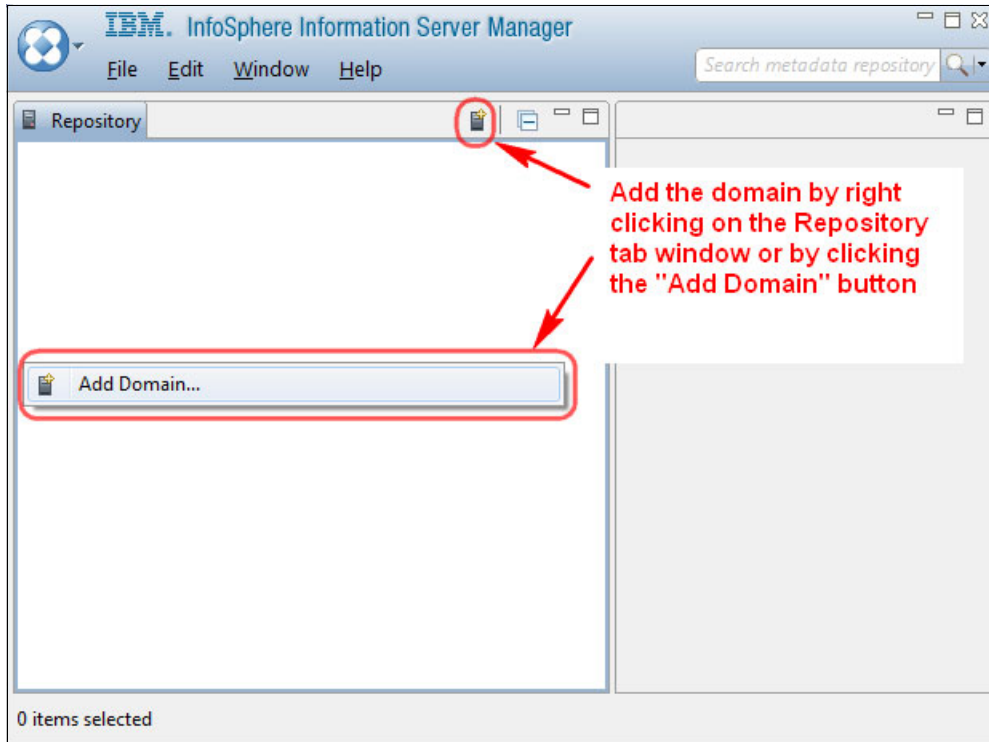 IBM. InfoSphere Information Server Manager
File Edit Window Help
Search metadata repository
Repository
Add the domain by right
clicking on the Repository
tab window or by clicking
the "Add Domain" button
Add Domain...
0 items selected